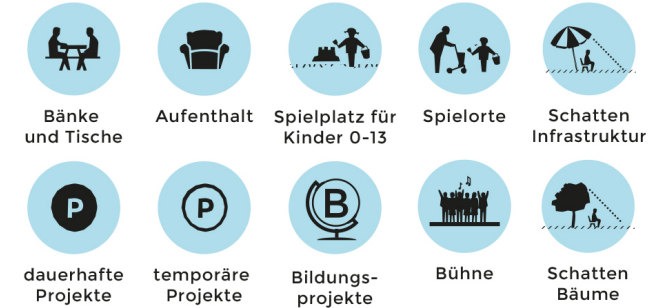 Bänke
und Tische
Aufenthalt
Spielplatz für
Kinder 0-13
Spielorte
Schatten
Infrastruktur
P
P
B
dauerhafte
Projekte
temporäre
Projekte
Bildungs-
projekte
Bühne
Schatten
Bäume